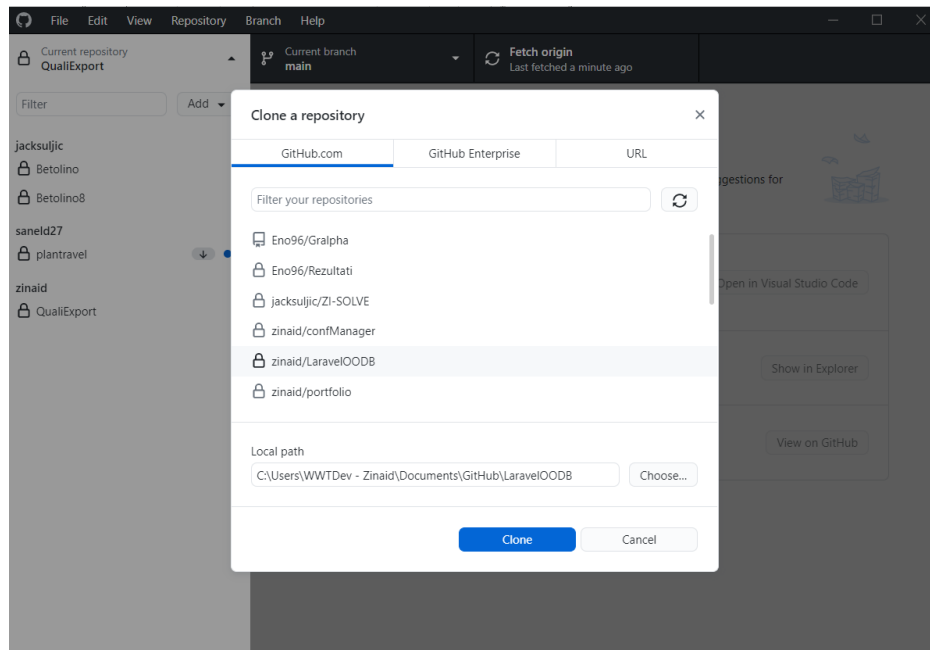 File Edit View Repository Branch Help
Current repository
QualiExport
Current branch
main
Fetch origin
Last fetched a minute ago
Filter
Add
jacksuljic
Betolino
Betolino8
saneld27
plantravel
zinaid
QualiExport
Clone a repository
GitHub.com GitHub Enterprise URL
Filter your repositories
Eno96/Gralpha
Eno96/Rezultati
jacksuljic/ZI-SOLVE
zinaid/confManager
zinaid/LaravelOODB
zinaid/portfolio
Local path
C:\Users\WWTDev - Zinaid\Documents\GitHub\LaravelOODB
Choose...
Clone Cancel
for
Open in Visual Studio Code
Show in Explorer
View on GitHub